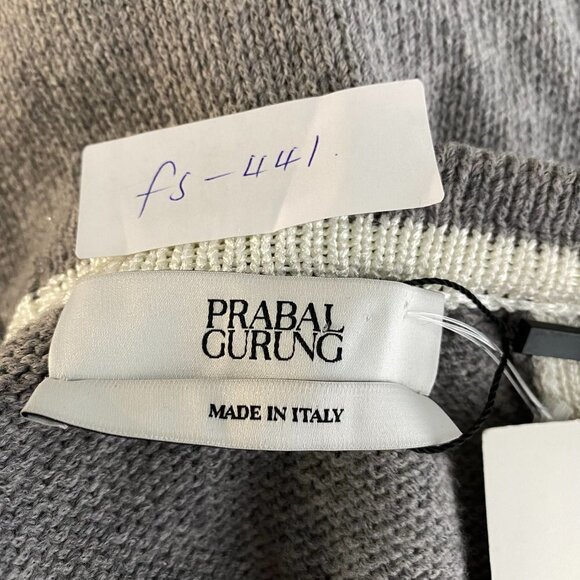 fs-441.
PRABAL
GURUNG
MADE IN ITALY